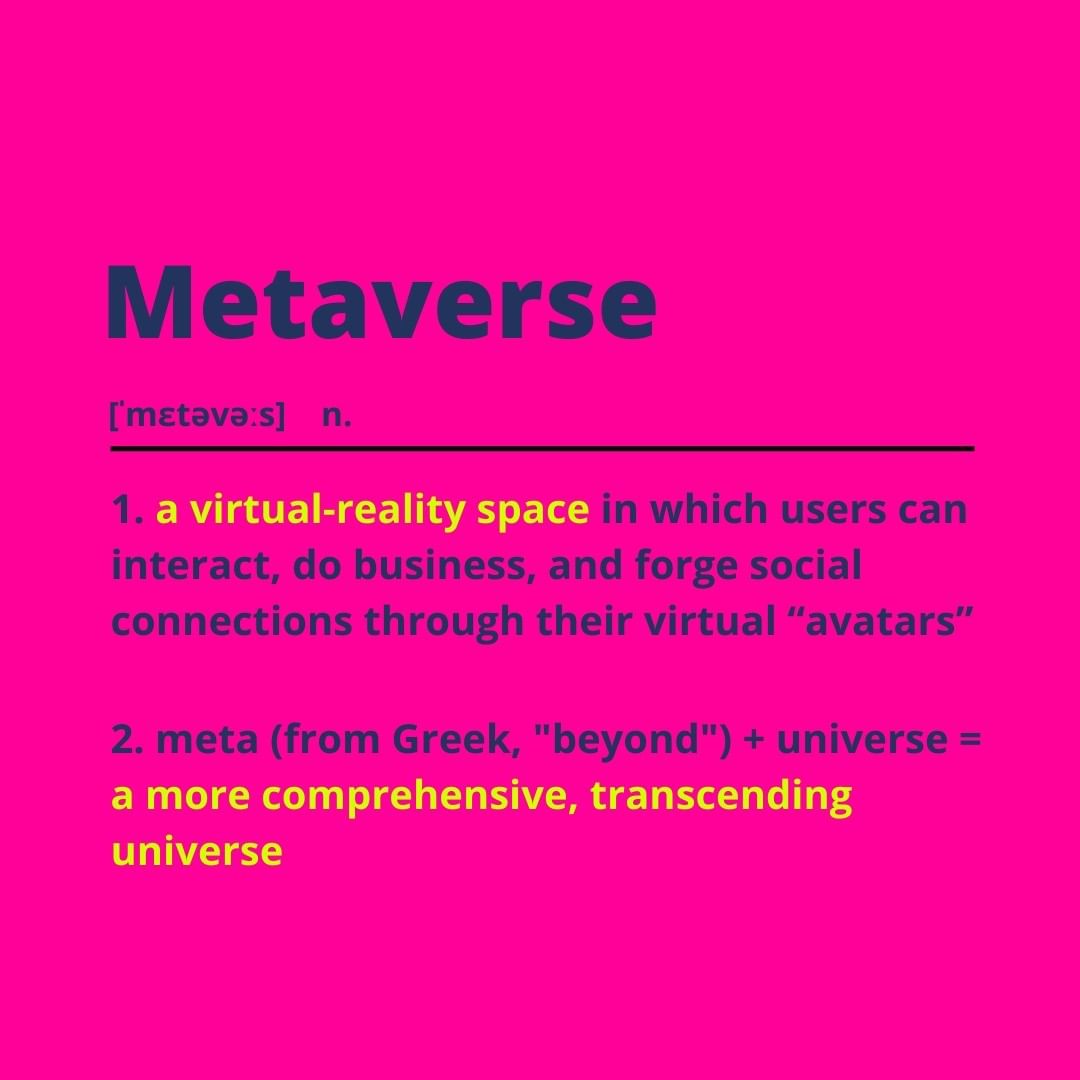 Metaverse
[ˈmɛtəvəːs] n.
1. a virtual-reality space in which users can
interact, do business, and forge social
connections through their virtual “avatars”
2. meta (from Greek, "beyond") + universe =
a more comprehensive, transcending
universe